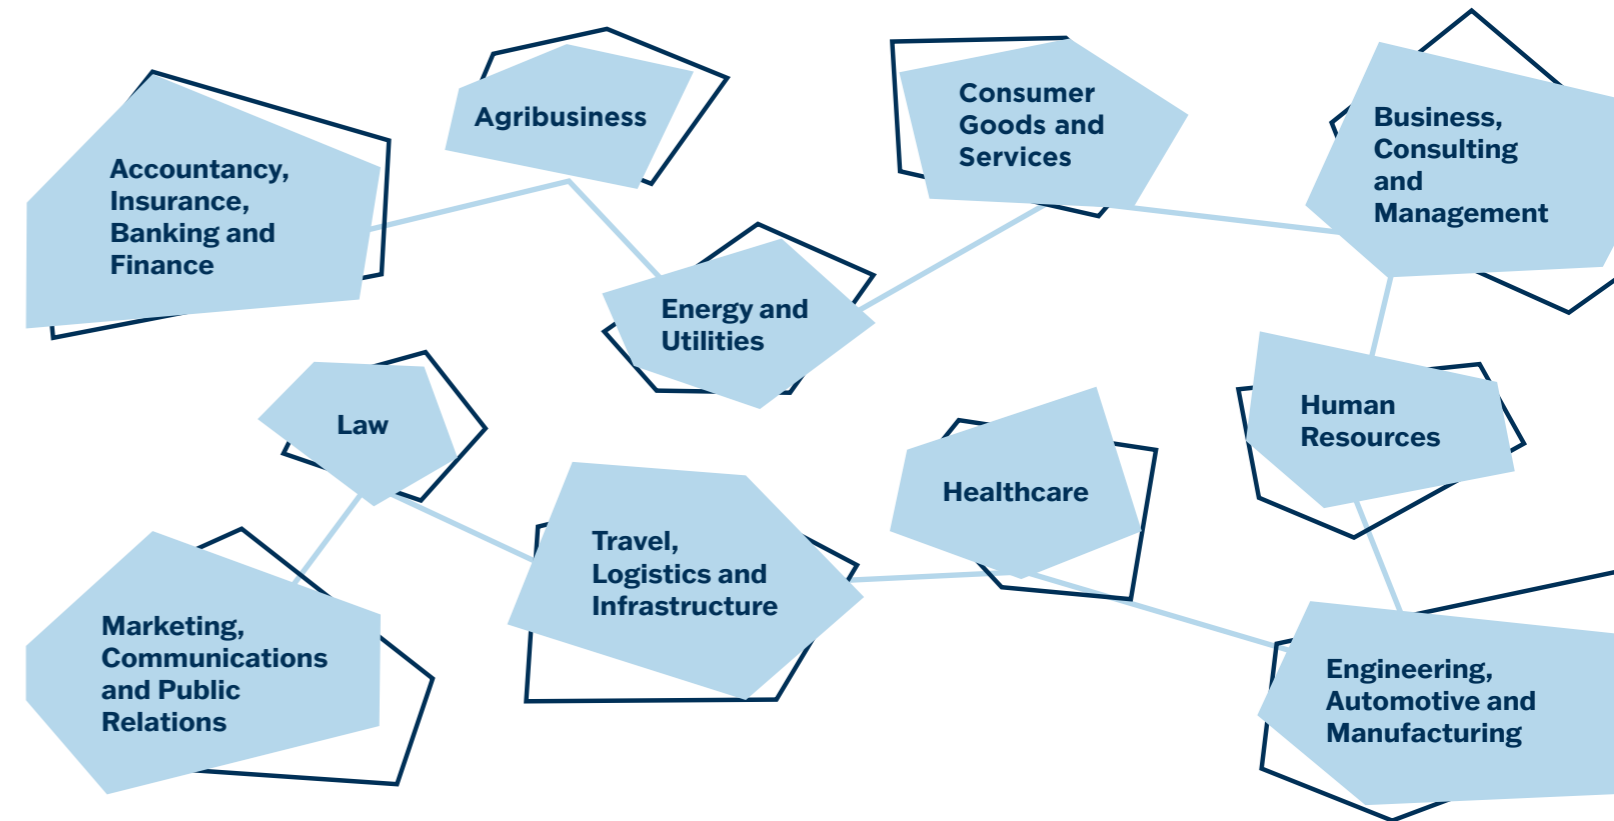 Accountancy,
Insurance,
Banking and
Finance
Agribusiness
Energy and
Utilities
Consumer
Goods and
Services
Business,
Consulting
and
Management
Human
Resources
Engineering,
Automotive and
Manufacturing
Healthcare
Travel,
Logistics and
Infrastructure
Law
Marketing,
Communications
and Public
Relations